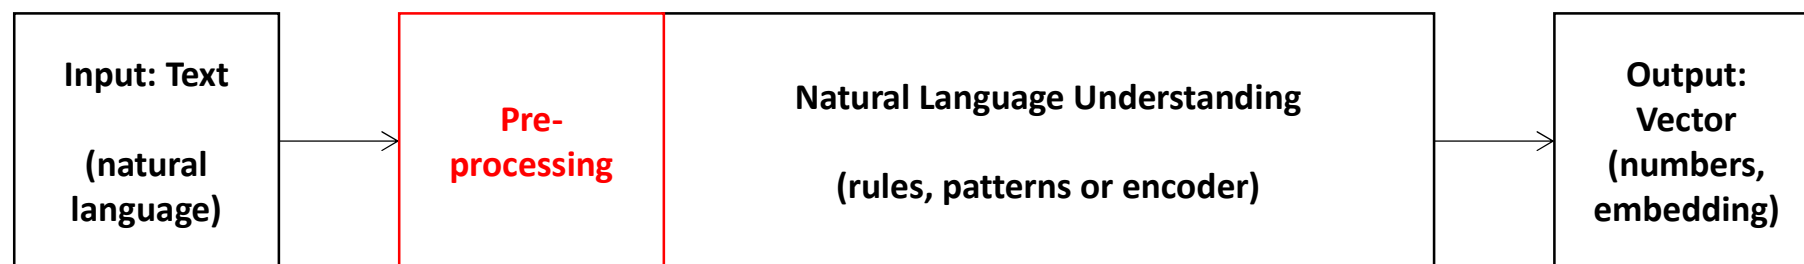 Input: Text
(natural
language)
Pre-
processing
Natural Language Understanding
(rules, patterns or encoder)
Output:
Vector
(numbers,
embedding)